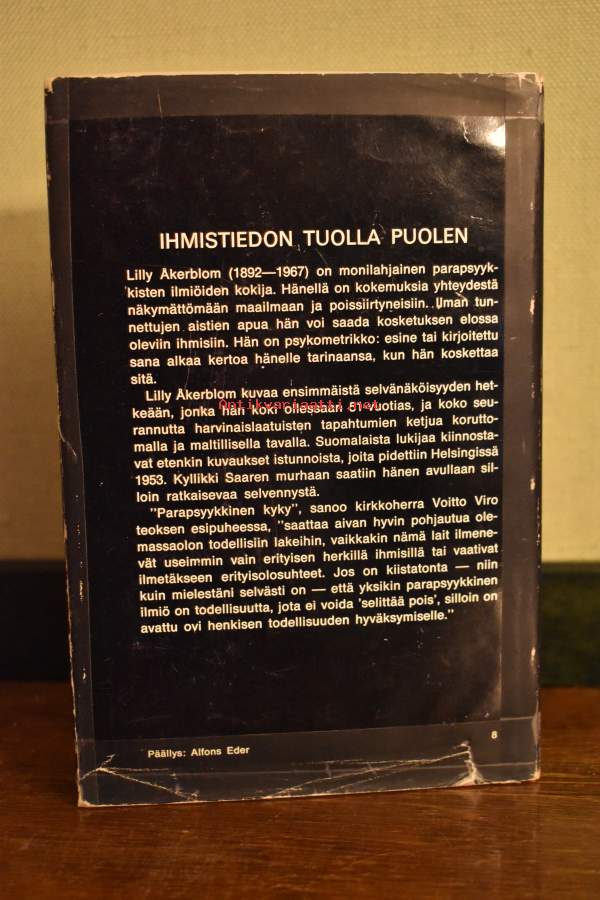 IHMISTIEDON TUOLLA PUOLEN
Lilly Åkerblom (1892—1967) on monilahjainen parapsyyk-
kisten ilmiöiden kokija. Hänellä on kokemuksia yhteydestä
näkymättömään maailmaan ja poissiirtyneisiin. Ilman tun-
nettujen aistien apua hän voi saada kosketuksen elossa
oleviin ihmisiin. Hän on psykometrikko: esine tai kirjoitettu
sana alkaa kertoa hänelle tarinaansa, kun hän koskettaa
sitä.
Lilly Åkerblom kuvaa ensimmäistä selvänäköisyyden het-
keään, jonka hän koki ollessaan 51-vuotias, ja koko seu-
Antikvariaatti.net
rannutta harvinaislaatuisten tapahtumien ketjua korutto-
malla ja maltillisella tavalla. Suomalaista lukijaa kiinnosta-
vat etenkin kuvaukset istunnoista, joita pidettiin Helsingissä
1953. Kyllikki Saaren murhaan saatiin hänen avullaan sil-
loin ratkaisevaa selvennystä.
"Parapsyykkinen kyky", sanoo kirkkoherra Voitto Viro
teoksen esipuheessa, "saattaa aivan hyvin pohjautua ole-
massaolon todellisiin lakeihin, vaikkakin nämä lait ilmene-
vät useimmin vain erityisen herkillä ihmisillä tai vaativat
ilmetäkseen erityisolosuhteet. Jos on kiistatonta — niin
kuin mielestäni selvästi on — että yksikin parapsyykkinen
ilmiö on todellisuutta, jota ei voida 'selittää pois', silloin on
avattu ovi henkisen todellisuuden hyväksymiselle."
Päällys: Alfons Eder
8